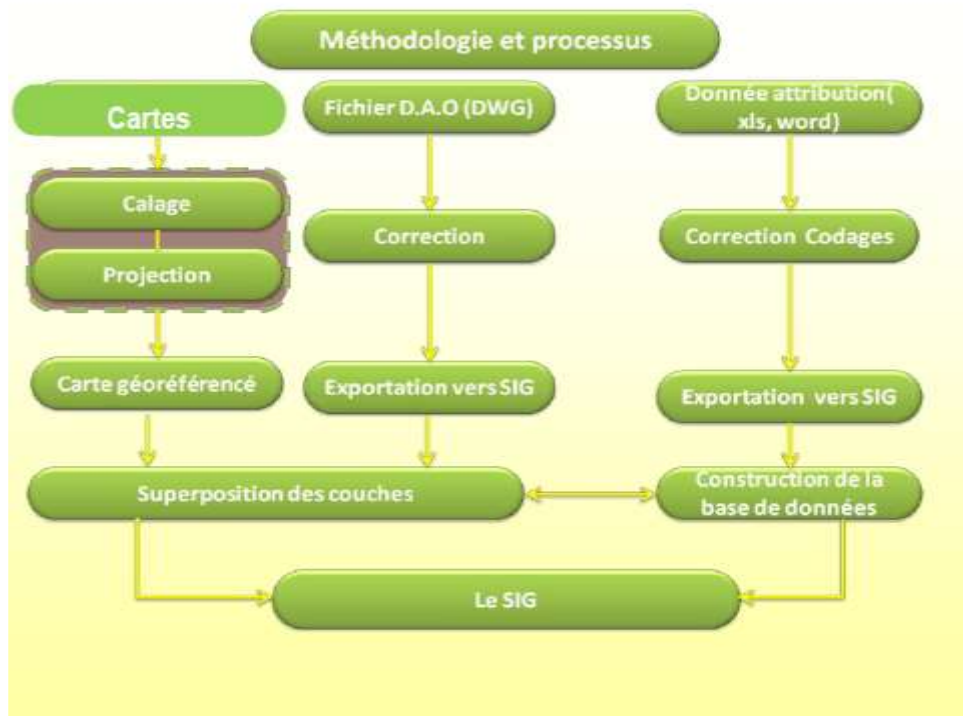 Méthodologie et processus
Cartes
Fichier D.A.O (DWG)
Donnée attribution(
xls, word)
Calage
Projection
Correction
Correction Codages
Carte géoréférencé
Exportation vers SIG
Exportation vers SIG
Superposition des couches
Construction de la
base de données
Le SIG